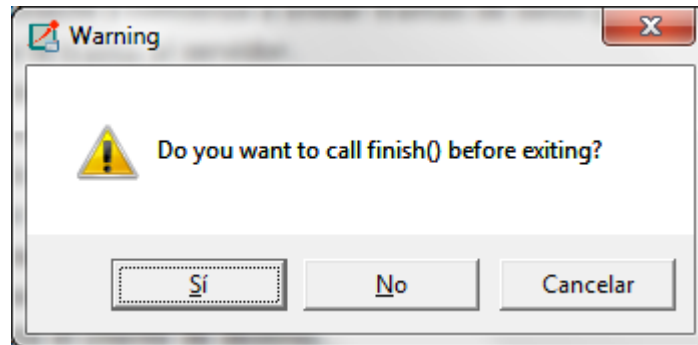 Warning
Do you want to call finish() before exiting?
Sí
No
Cancelar